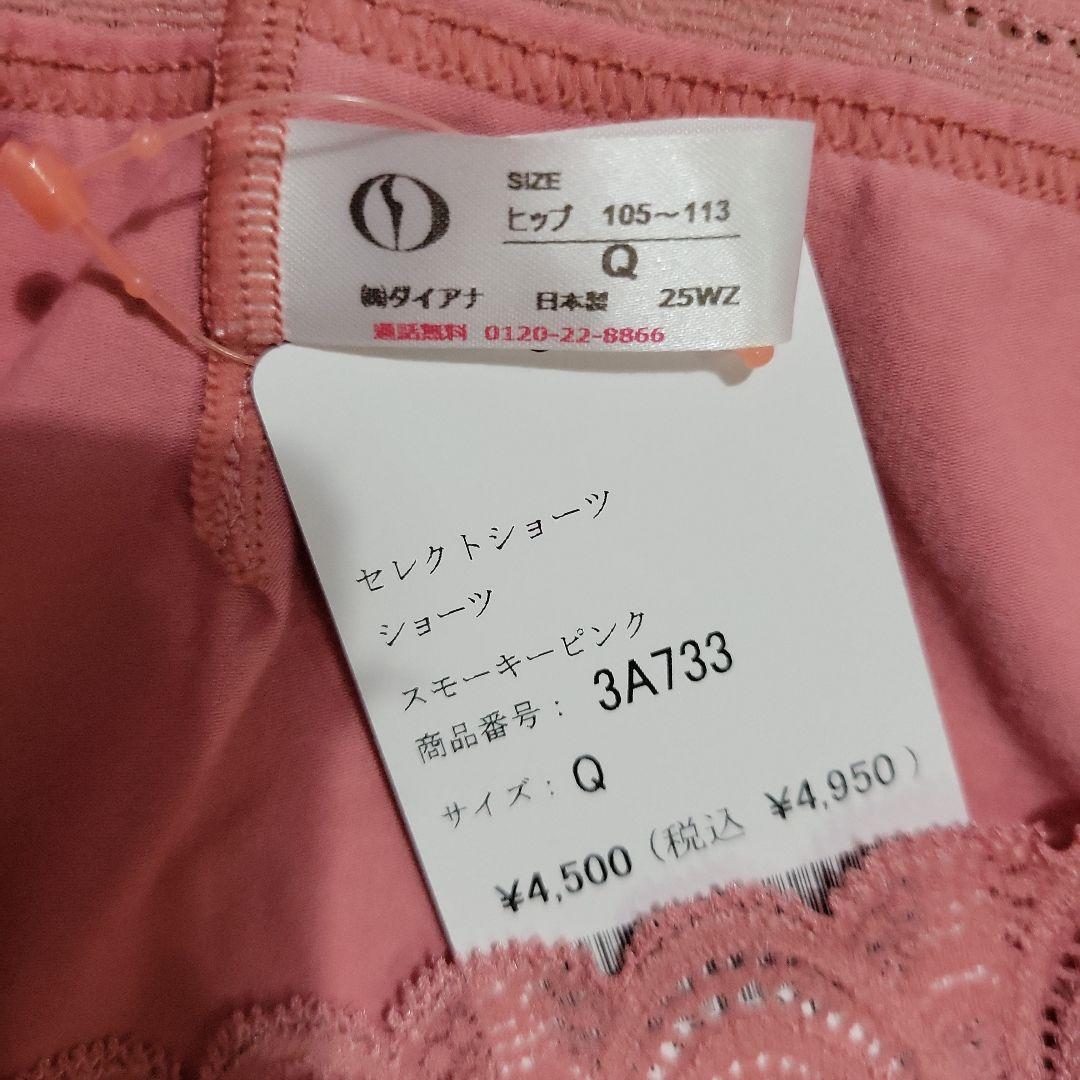 SIZE
ヒップ 105～113
Q
㈱ダイアナ 日本製 25WZ
通話無料 0120-22-8866
セレクトショーツ
ショーツ
スモーキーピンク
商品番号： 3A733
サイズ： Q
¥4,500（税込 ¥4,950）